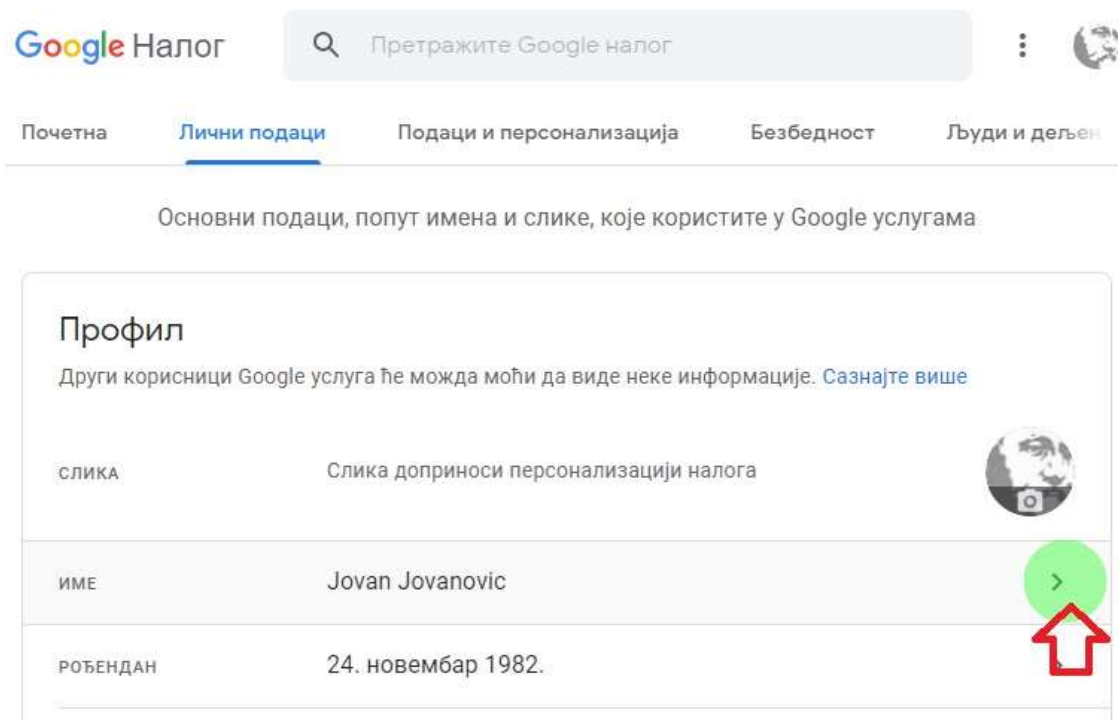 Google Налог
Претражите Google налог
Почетна Лични подаци Подаци и персонализација Безбедност Људи и дељен
Основни подаци, попут имена и слике, које користите у Google услугама
Профил
Други корисници Google услуга ће можда моћи да виде неке информације. Сазнајте више
СЛИКА Слика доприноси персонализацији налога
ИМЕ Jovan Jovanovic
РОЂЕНДАН 24. новембар 1982.